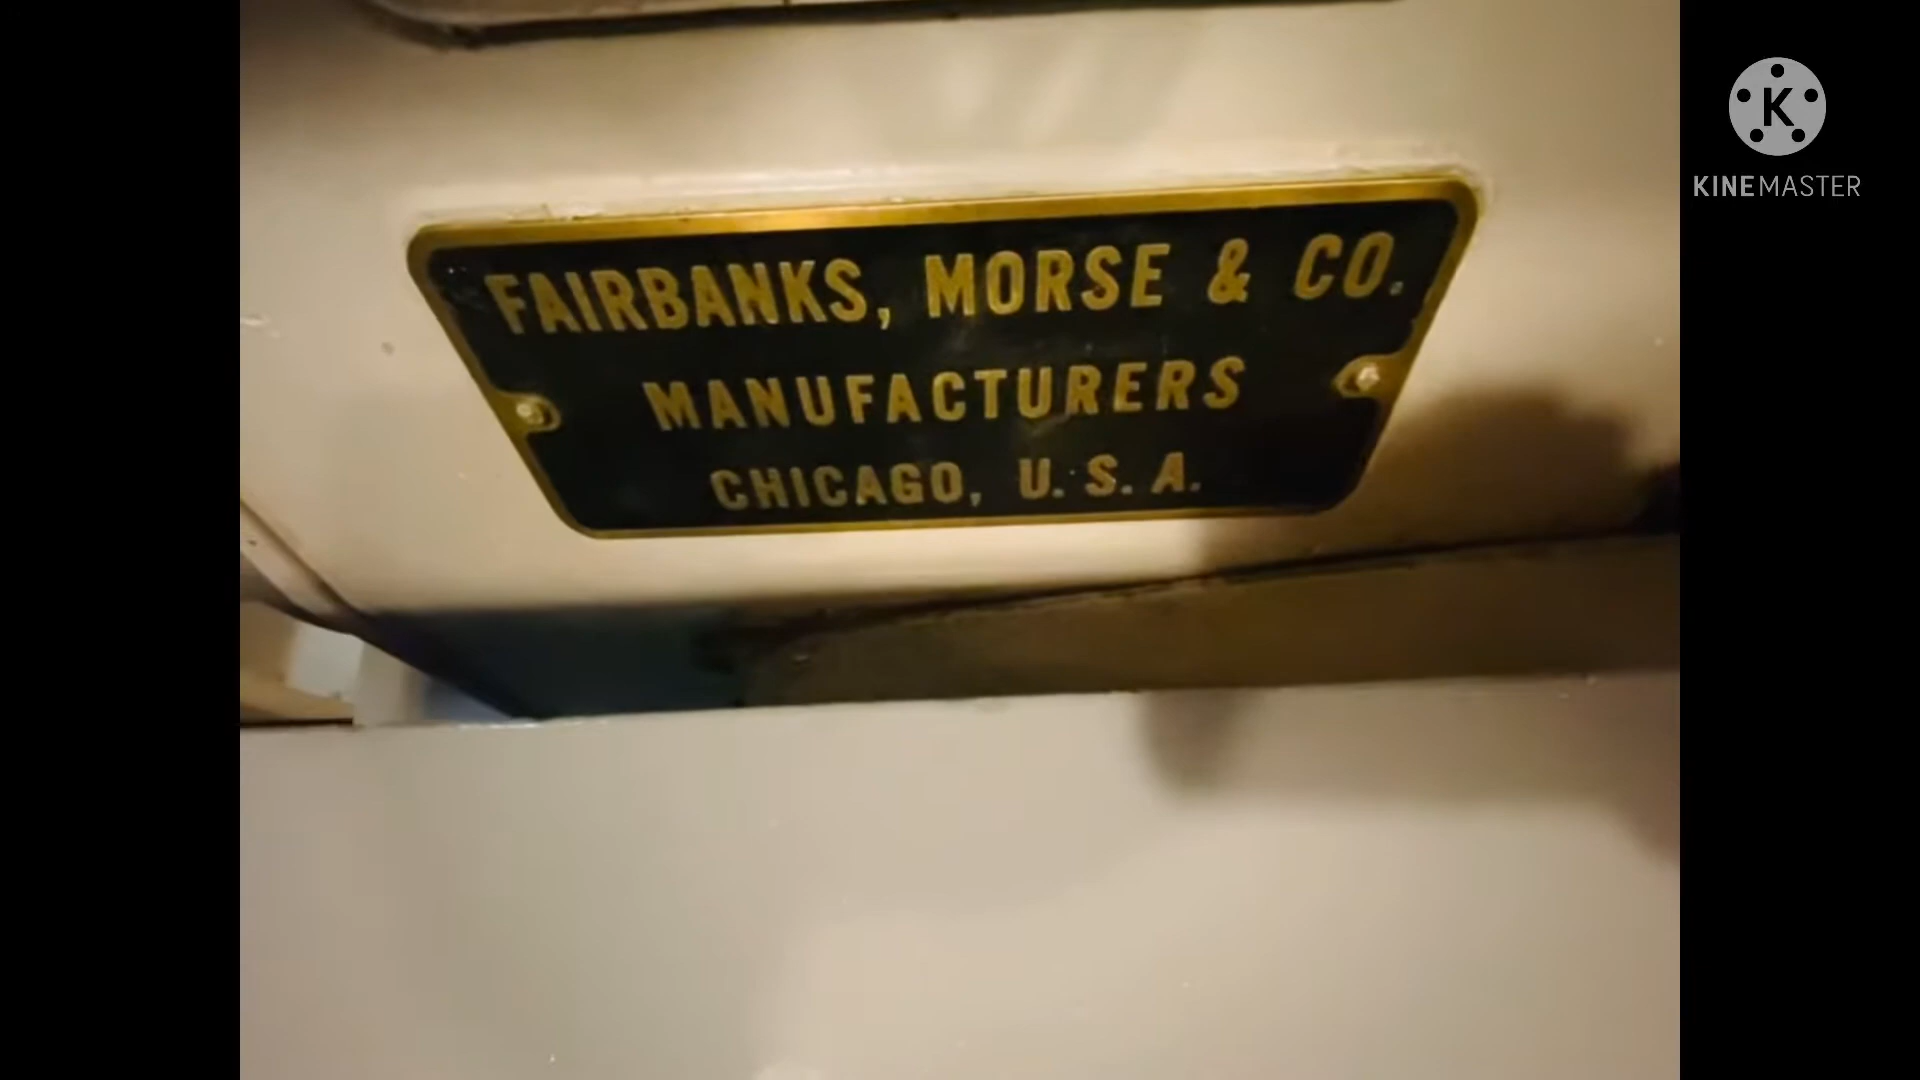 FAIRBANKS, MORSE & CO.
MANUFACTURERS
CHICAGO, U.S.A.
K
KINEMASTER